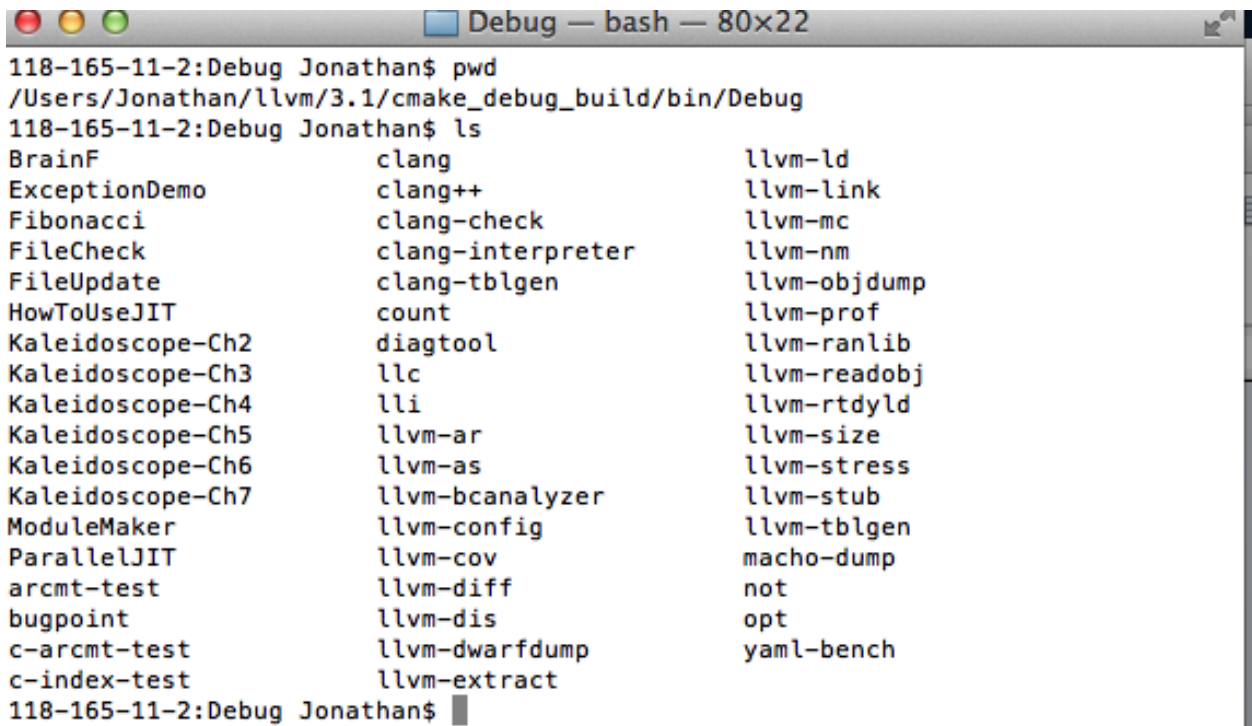 Debug — bash — 80×22
118-165-11-2:Debug Jonathan$ pwd
/Users/Jonathan/llvm/3.1/cmake_debug_build/bin/Debug
118-165-11-2:Debug Jonathan$ ls
BrainF clang llvm-ld
ExceptionDemo clang++ llvm-link
Fibonacci clang-check llvm-mc
FileCheck clang-interpreter llvm-nm
FileUpdate clang-tblgen llvm-objdump
HowToUseJIT count llvm-prof
Kaleidoscope-Ch2 diagtool llvm-ranlib
Kaleidoscope-Ch3 llc llvm-readobj
Kaleidoscope-Ch4 lli llvm-rtdyld
Kaleidoscope-Ch5 llvm-ar llvm-size
Kaleidoscope-Ch6 llvm-as llvm-stress
Kaleidoscope-Ch7 llvm-bcanalyzer llvm-stub
ModuleMaker llvm-config llvm-tblgen
ParallelJIT llvm-cov macho-dump
arcmt-test llvm-diff not
bugpoint llvm-dis opt
c-arcmt-test llvm-dwarfdump yaml-bench
c-index-test llvm-extract
118-165-11-2:Debug Jonathan$